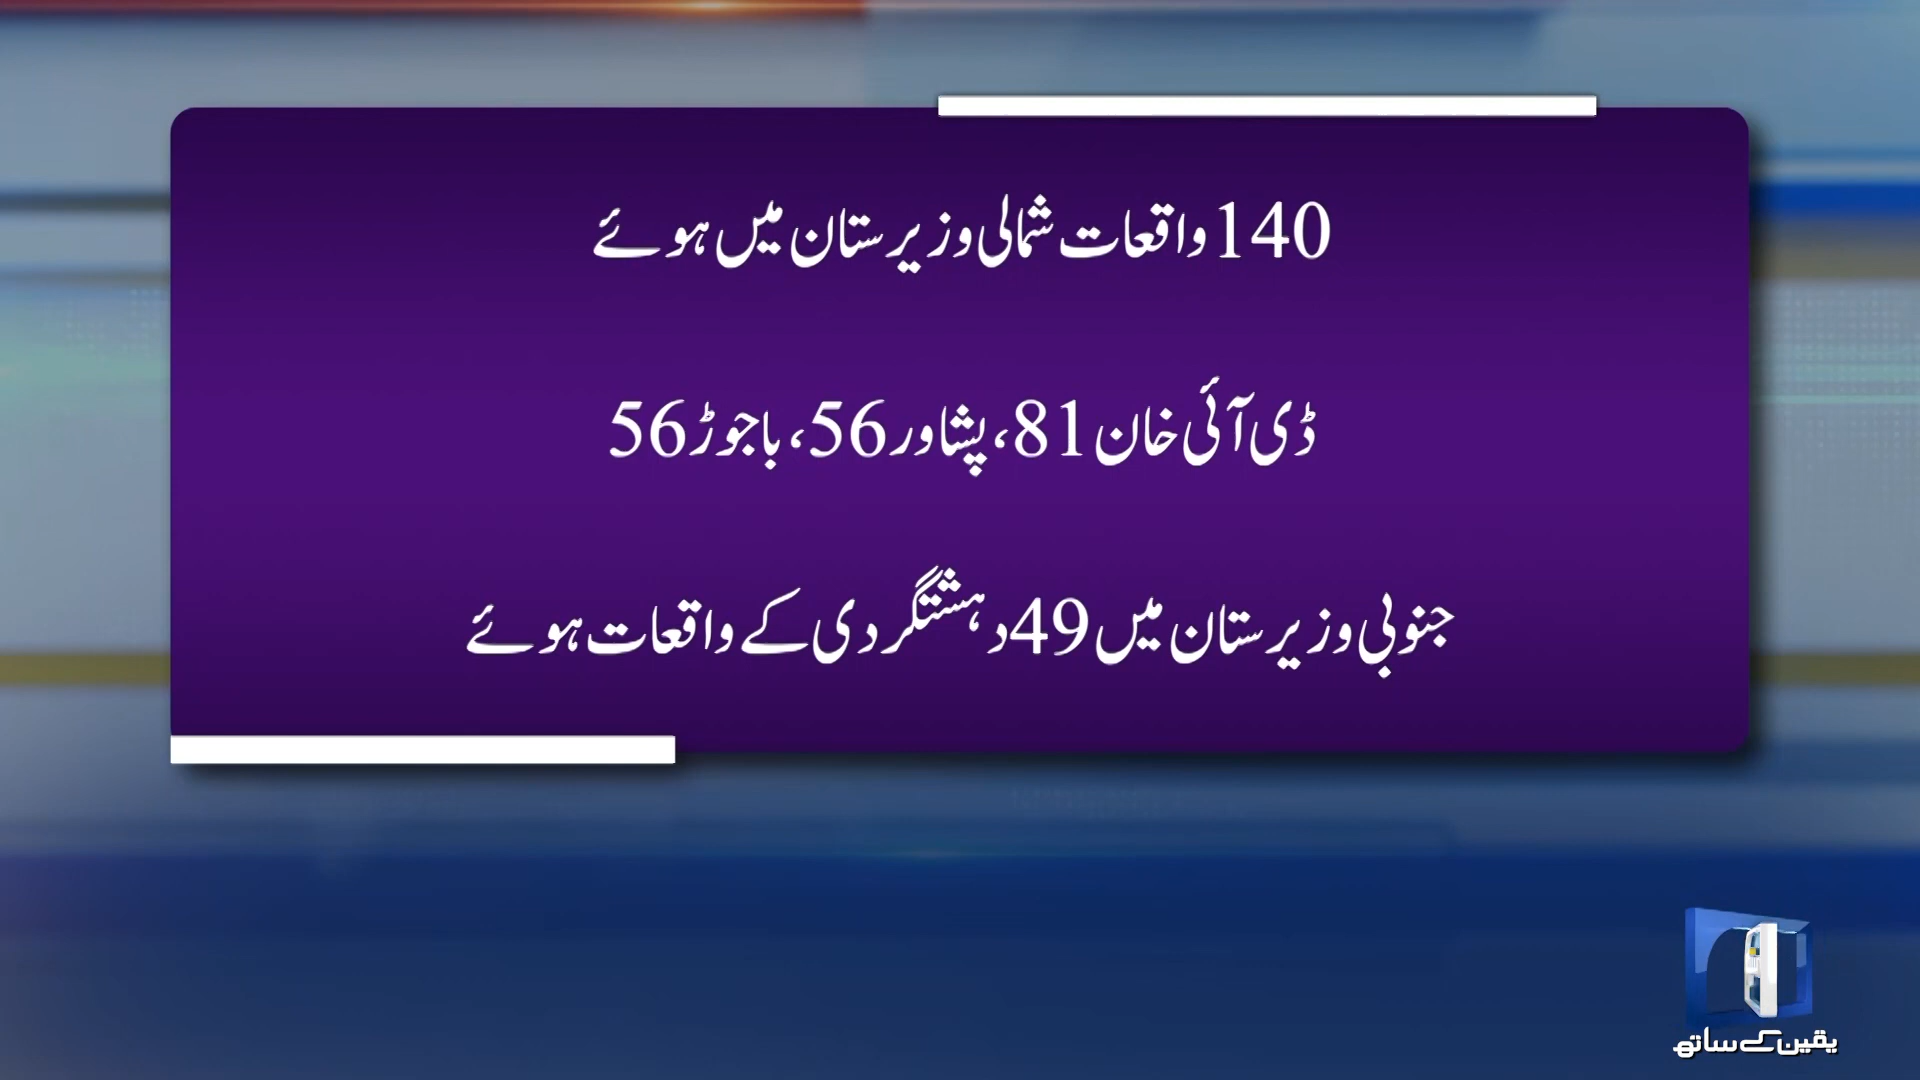 140 واقعات شمالی وزیرستان میں ہوئے
ڈی آئی خان 81، پشاور 56، باجوڑ 56
جنوبی وزیرستان میں 49 دہشتگردی کے واقعات ہوئے
یقین کے ساتھ